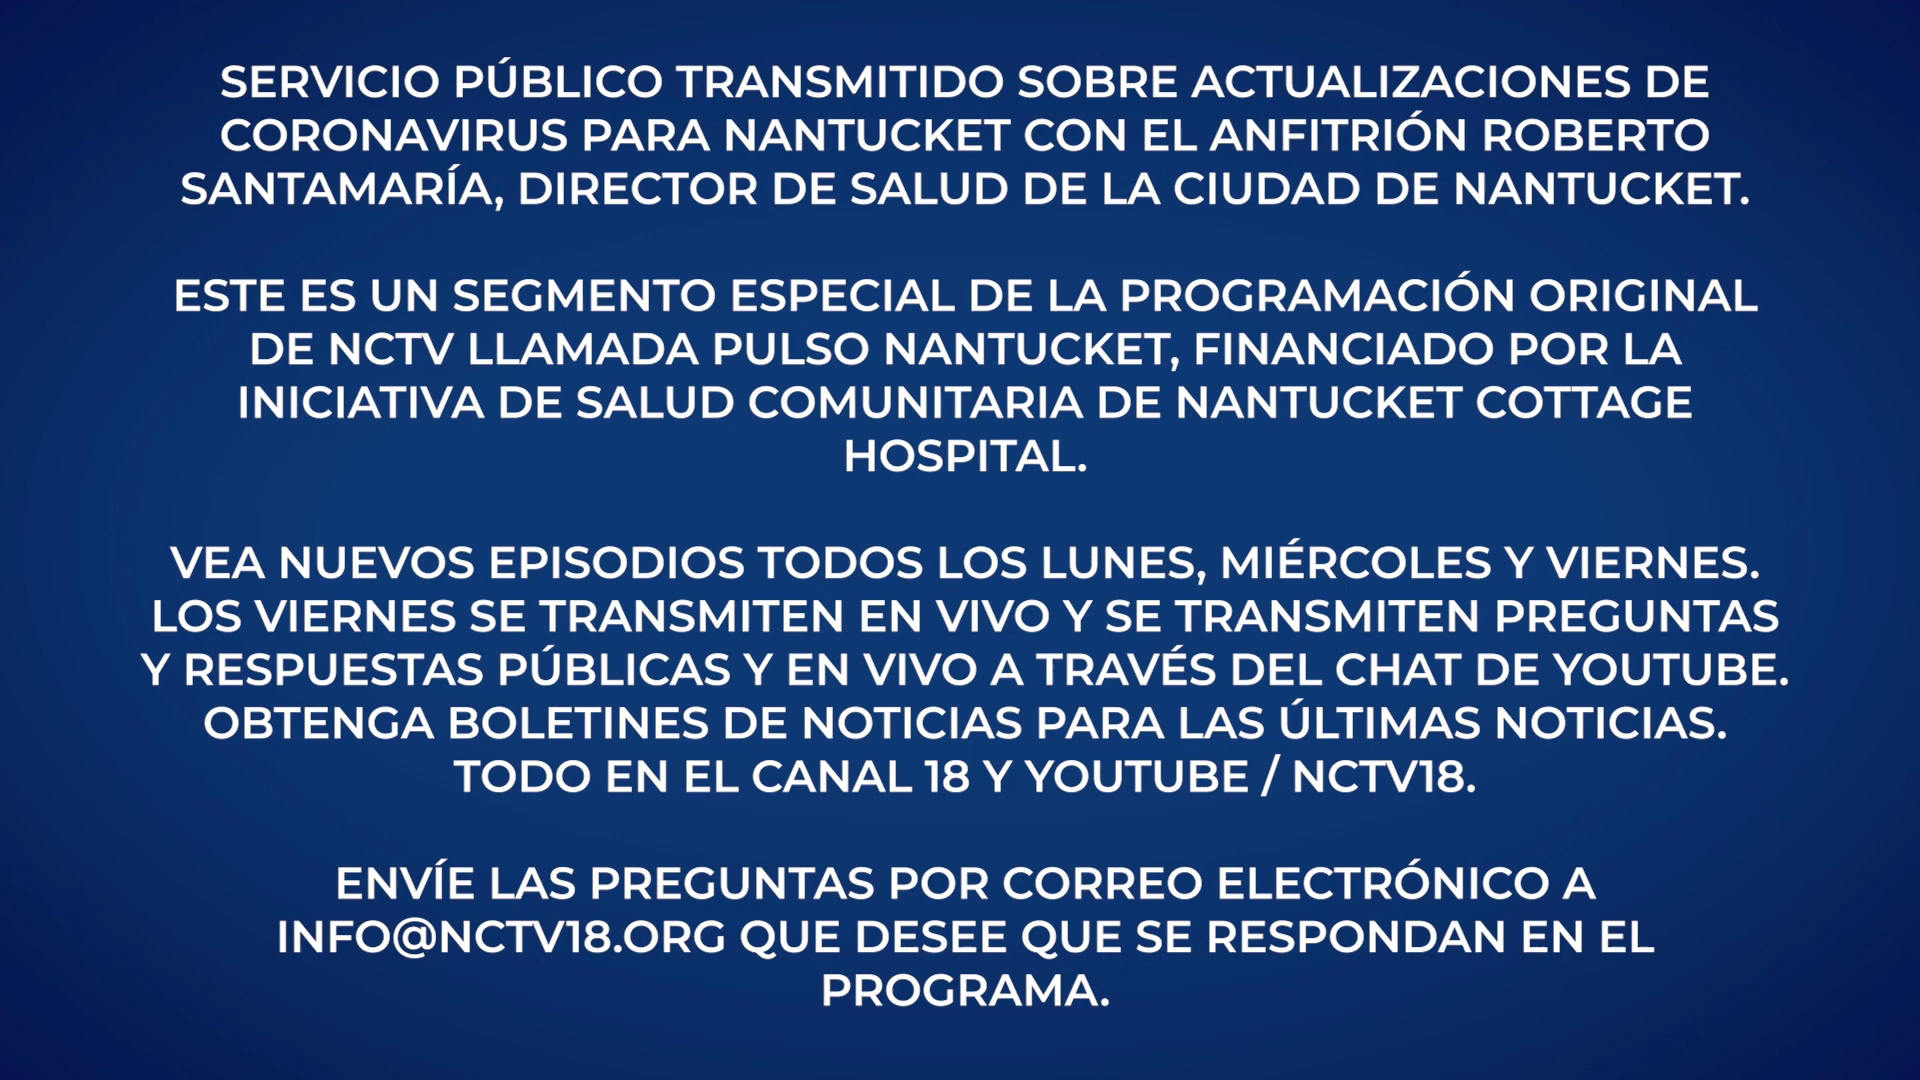 SERVICIO PÚBLICO TRANSMITIDO SOBRE ACTUALIZACIONES DE
CORONAVIRUS PARA NANTUCKET CON EL ANFITRIÓN ROBERTO
SANTAMARÍA, DIRECTOR DE SALUD DE LA CIUDAD DE NANTUCKET.
ESTE ES UN SEGMENTO ESPECIAL DE LA PROGRAMACIÓN ORIGINAL
DE NCTV LLAMADA PULSO NANTUCKET, FINANCIADO POR LA
INICIATIVA DE SALUD COMUNITARIA DE NANTUCKET COTTAGE
HOSPITAL.
VEA NUEVOS EPISODIOS TODOS LOS LUNES, MIÉRCOLES Y VIERNES.
LOS VIERNES SE TRANSMITEN EN VIVO Y SE TRANSMITEN PREGUNTAS
Y RESPUESTAS PÚBLICAS Y EN VIVO A TRAVÉS DEL CHAT DE YOUTUBE.
OBTENGA BOLETINES DE NOTICIAS PARA LAS ÚLTIMAS NOTICIAS.
TODO EN EL CANAL 18 Y YOUTUBE / NCTV18.
ENVÍE LAS PREGUNTAS POR CORREO ELECTRÓNICO A
INFO@NCTV18.ORG QUE DESEE QUE SE RESPONDAN EN EL
PROGRAMA.